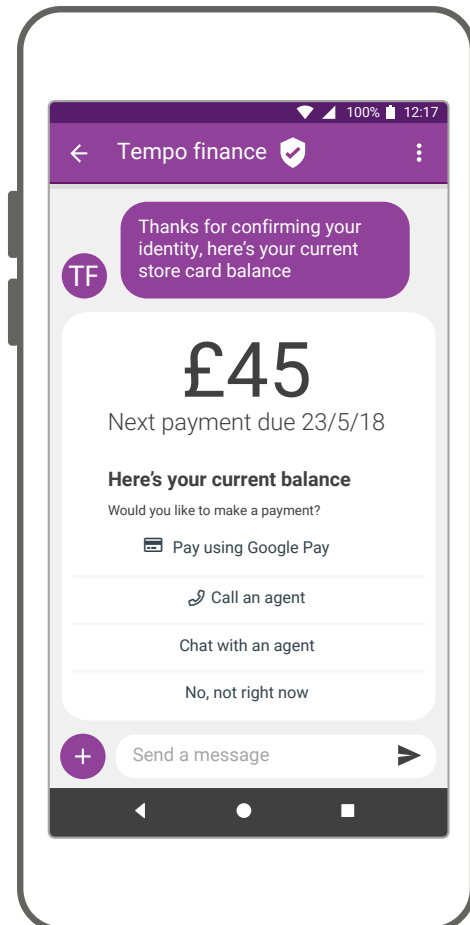 100% 12:17
Tempo finance
Thanks for confirming your
identity, here's your current
store card balance
TF
£45
Next payment due 23/5/18
Here's your current balance
Would you like to make a payment?
Pay using Google Pay
Call an agent
Chat with an agent
No, not right now
Send a message